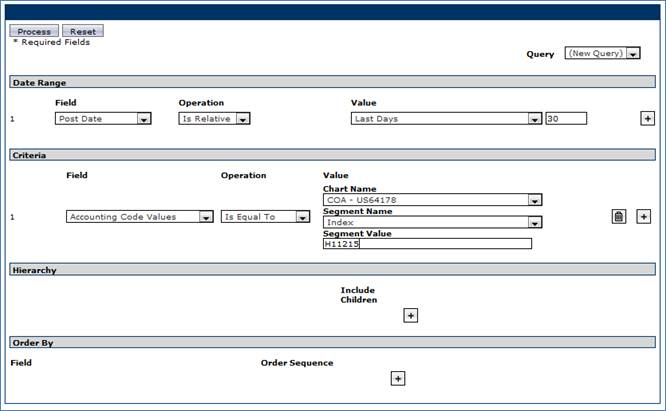 Process Reset
* Required Fields
Query (New Query)
Date Range
Field Operation Value
1 Post Date Is Relative Last Days 30 +
Criteria
Field Operation Value
Chart Name
COA - US64178
Segment Name
1 Accounting Code Values Is Equal To Index +
Segment Value
H11215
Hierarchy
Include
Children
+
Order By
Field Order Sequence
+